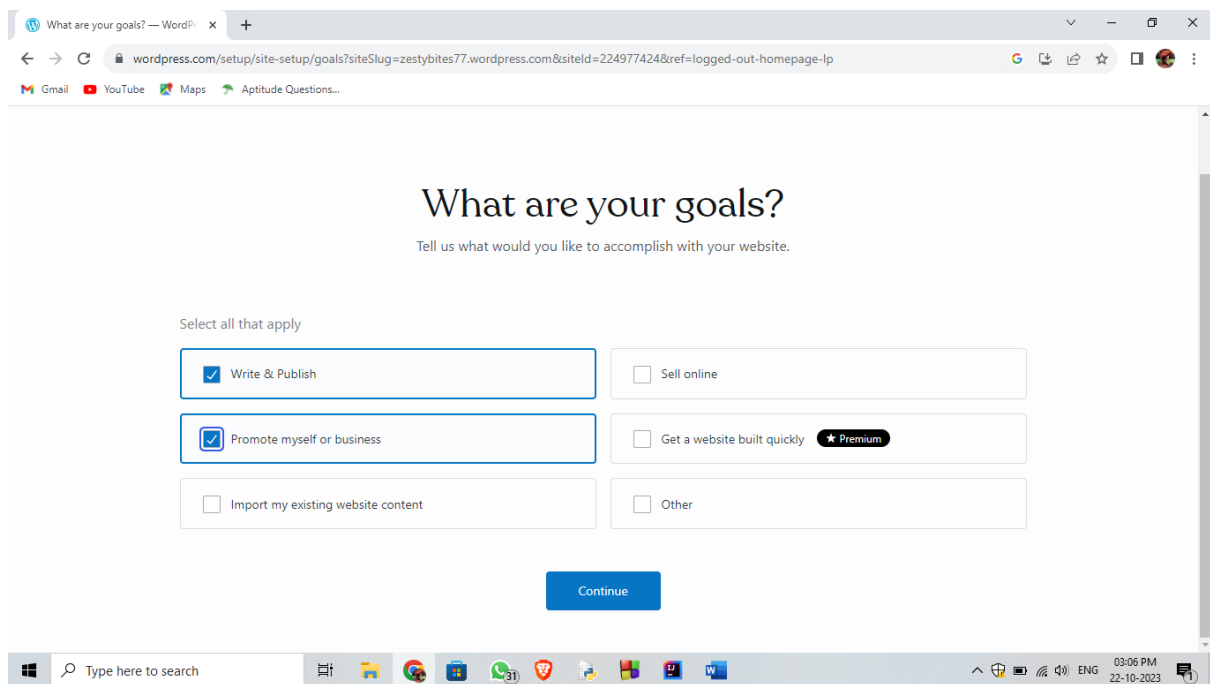 What are your goals? — WordPr
wordpress.com/setup/site-setup/goals?siteSlug=zestybites77.wordpress.com&siteId=224977424&ref=logged-out-homepage-lp
Gmail YouTube Maps Aptitude Questions...
What are your goals?
Tell us what would you like to accomplish with your website.
Select all that apply
Write & Publish
Sell online
Promote myself or business
Get a website built quickly ★ Premium
Import my existing website content
Other
Continue
Type here to search
31
ENG
03:06 PM
22-10-2023
1